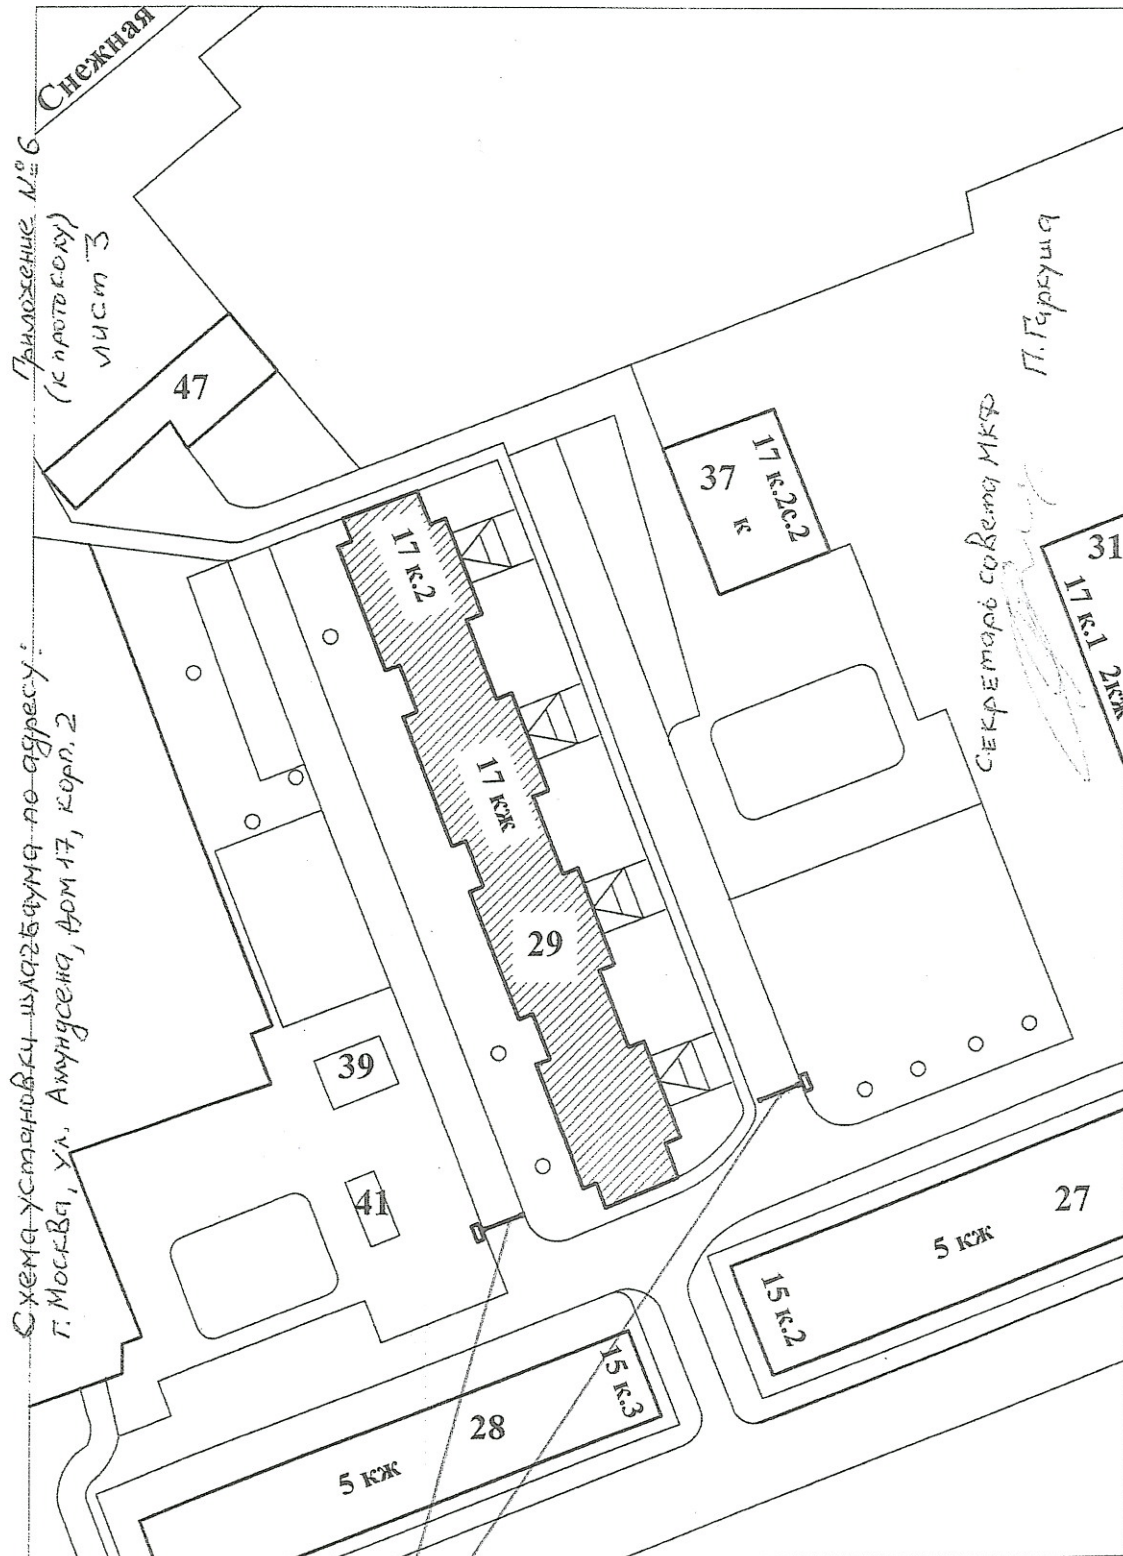 Приложение № 6
(к протоколу)
лист 3
Схема установки шлагбаума по адресу:
г. Москва, ул. Амундсена, дом 17, корп. 2
Снежная
47
17 к.2
17 кж
29
37
к
17 к.2с.2
31
17 к.1 2кж
39
41
28
5 кж
15 к.3
27
5 кж
15 к.2
Секретарь совета МКД
П. Гаркуша